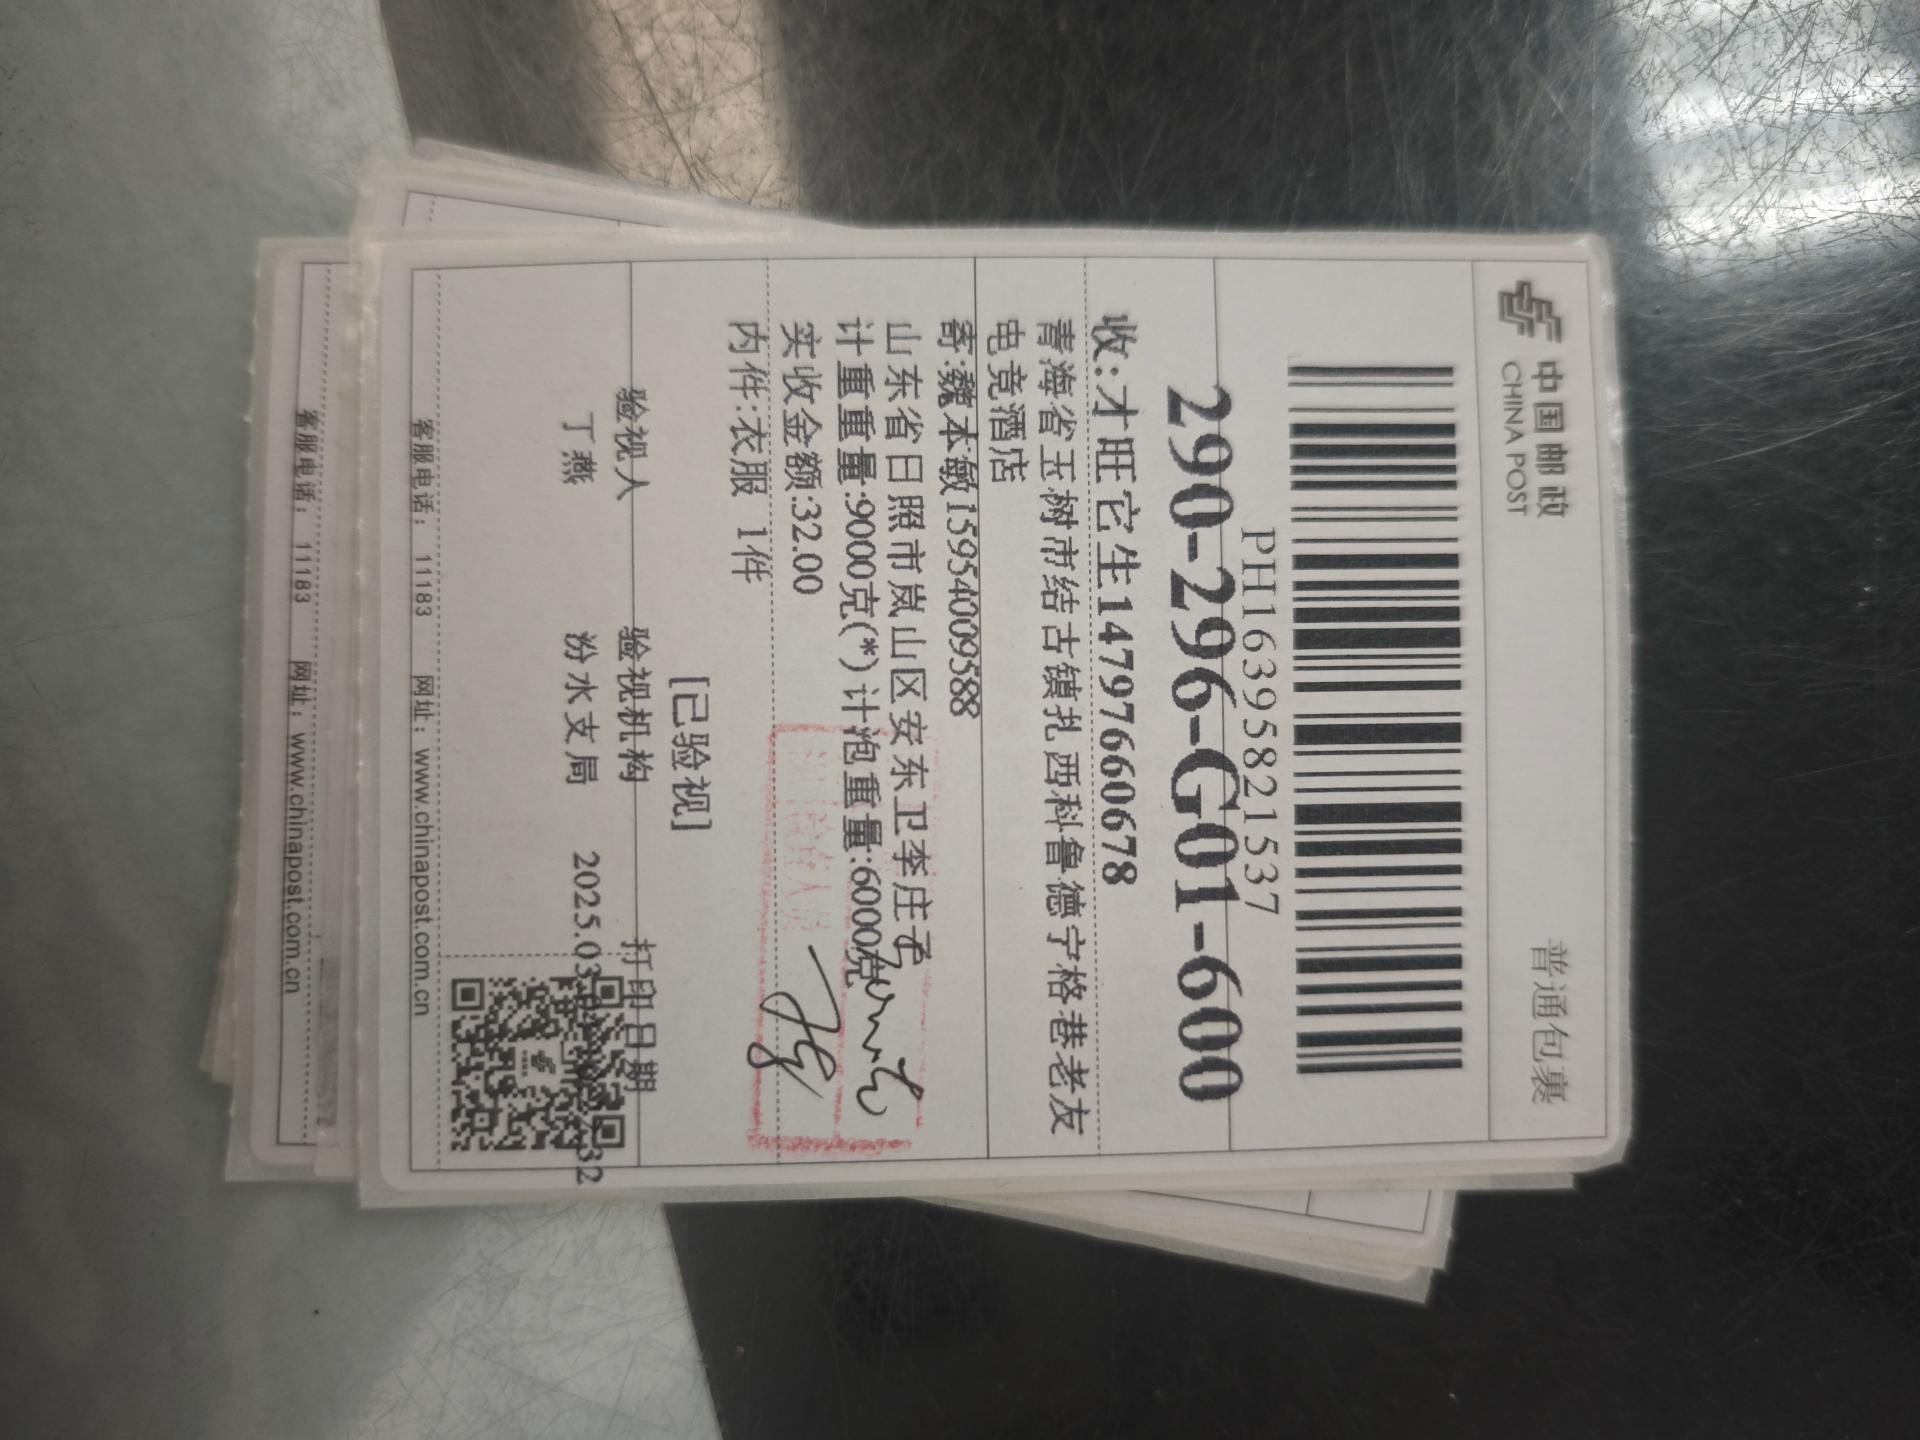 中国邮政
CHINA POST
普通包裹
PH16395821537
290-296-G01-600
收:才旺它生14797660678
青海省玉树市结古镇扎西科鲁德宁格巷老友
电竞酒店
寄:魏本敏15954009588
山东省日照市岚山区安东卫李庄子
计重重量:9000克(*)计泡重量:6000克
实收金额:32.00
内件:衣服 1件
[已验视]
验视人 验视机构 打印日期
丁燕 汾水支局 2025.03
32
客服电话：11183 网址：www.chinapost.com.cn
客服电话：11183 网址：www.chinapost.com.cn